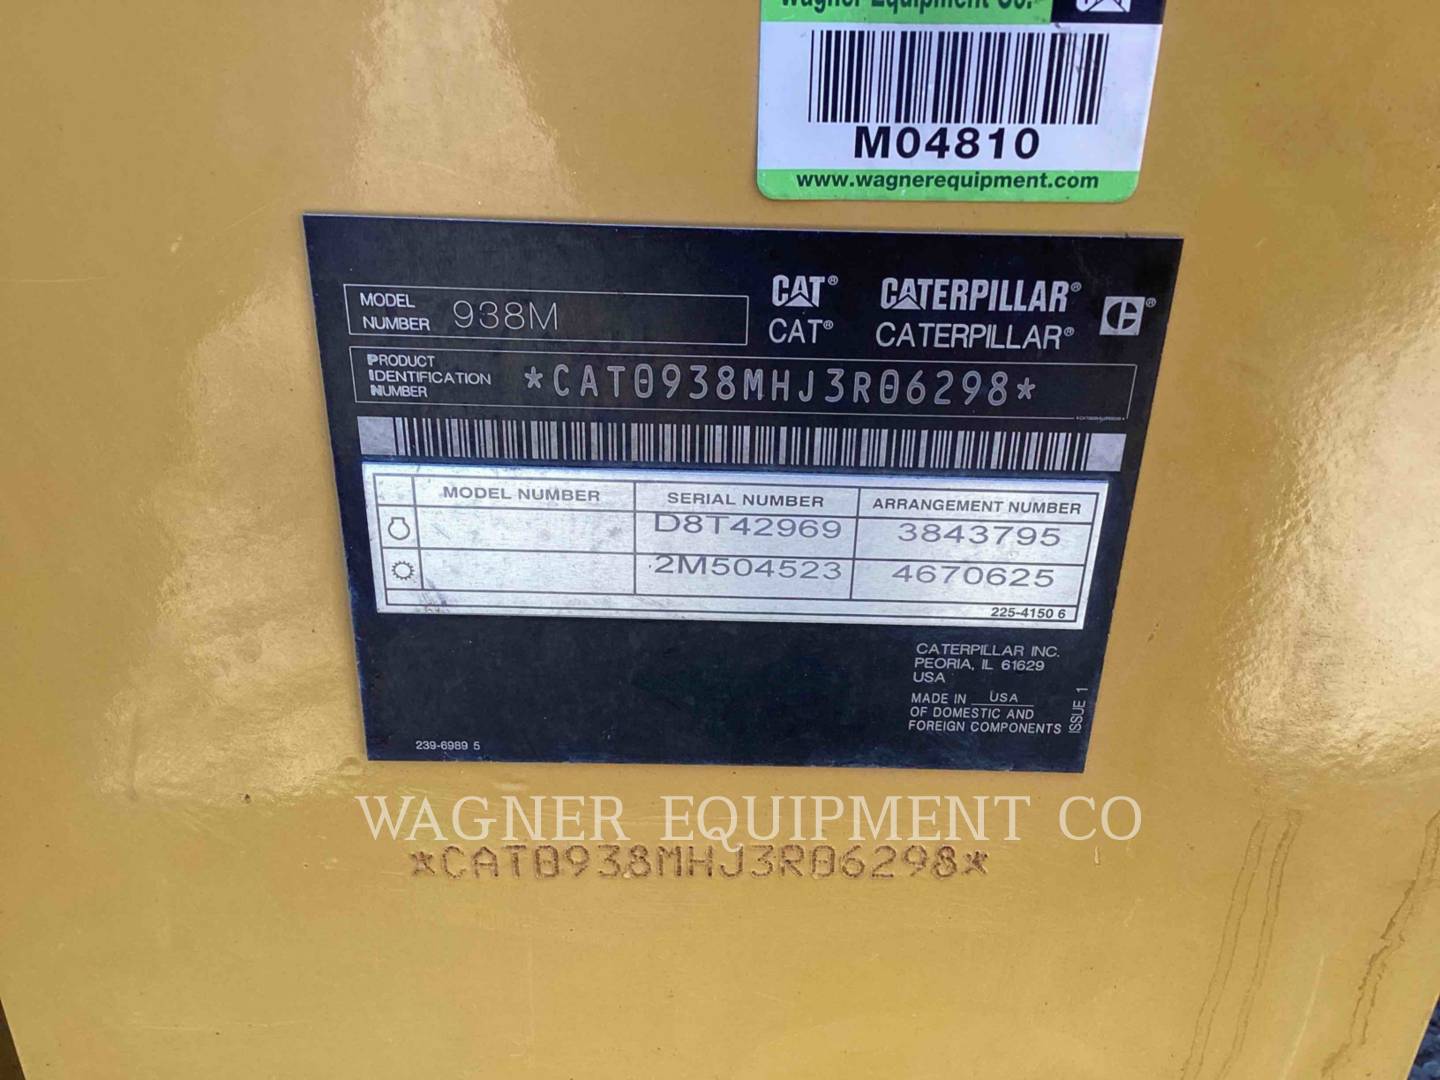 Wagner Equipment Co.
M04810
www.wagnerequipment.com
MODEL NUMBER 938M
CAT® CATERPILLAR®
CAT® CATERPILLAR®
PRODUCT
IDENTIFICATION
NUMBER
*CAT0938MHJ3R06298*
MODEL NUMBER SERIAL NUMBER ARRANGEMENT NUMBER
D8T42969 3843795
2M504523 4670625
225-4150 6
CATERPILLAR INC.
PEORIA, IL 61629
USA
MADE IN USA
OF DOMESTIC AND
FOREIGN COMPONENTS
ISSUE 1
239-6989 5
WAGNER EQUIPMENT CO
*CAT0938MHJ3R06298*